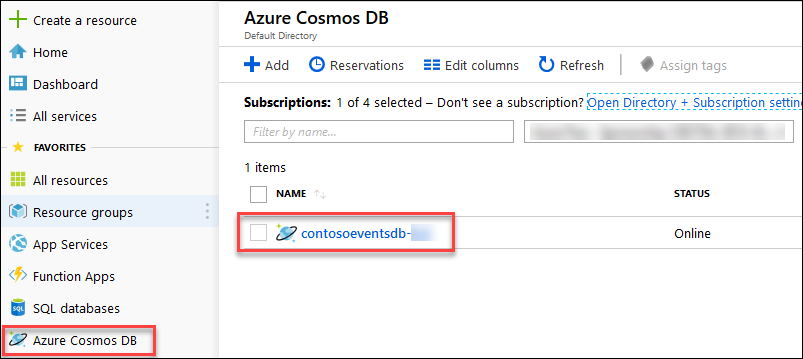 Create a resource
Home
Dashboard
All services
FAVORITES
All resources
Resource groups
App Services
Function Apps
SQL databases
Azure Cosmos DB
Azure Cosmos DB
Default Directory
Add
Reservations
Edit columns
Refresh
Assign tags
Subscriptions: 1 of 4 selected – Don't see a subscription? Open Directory + Subscription settin
Filter by name...
1 items
NAME
STATUS
contosoeventsdb-
Online